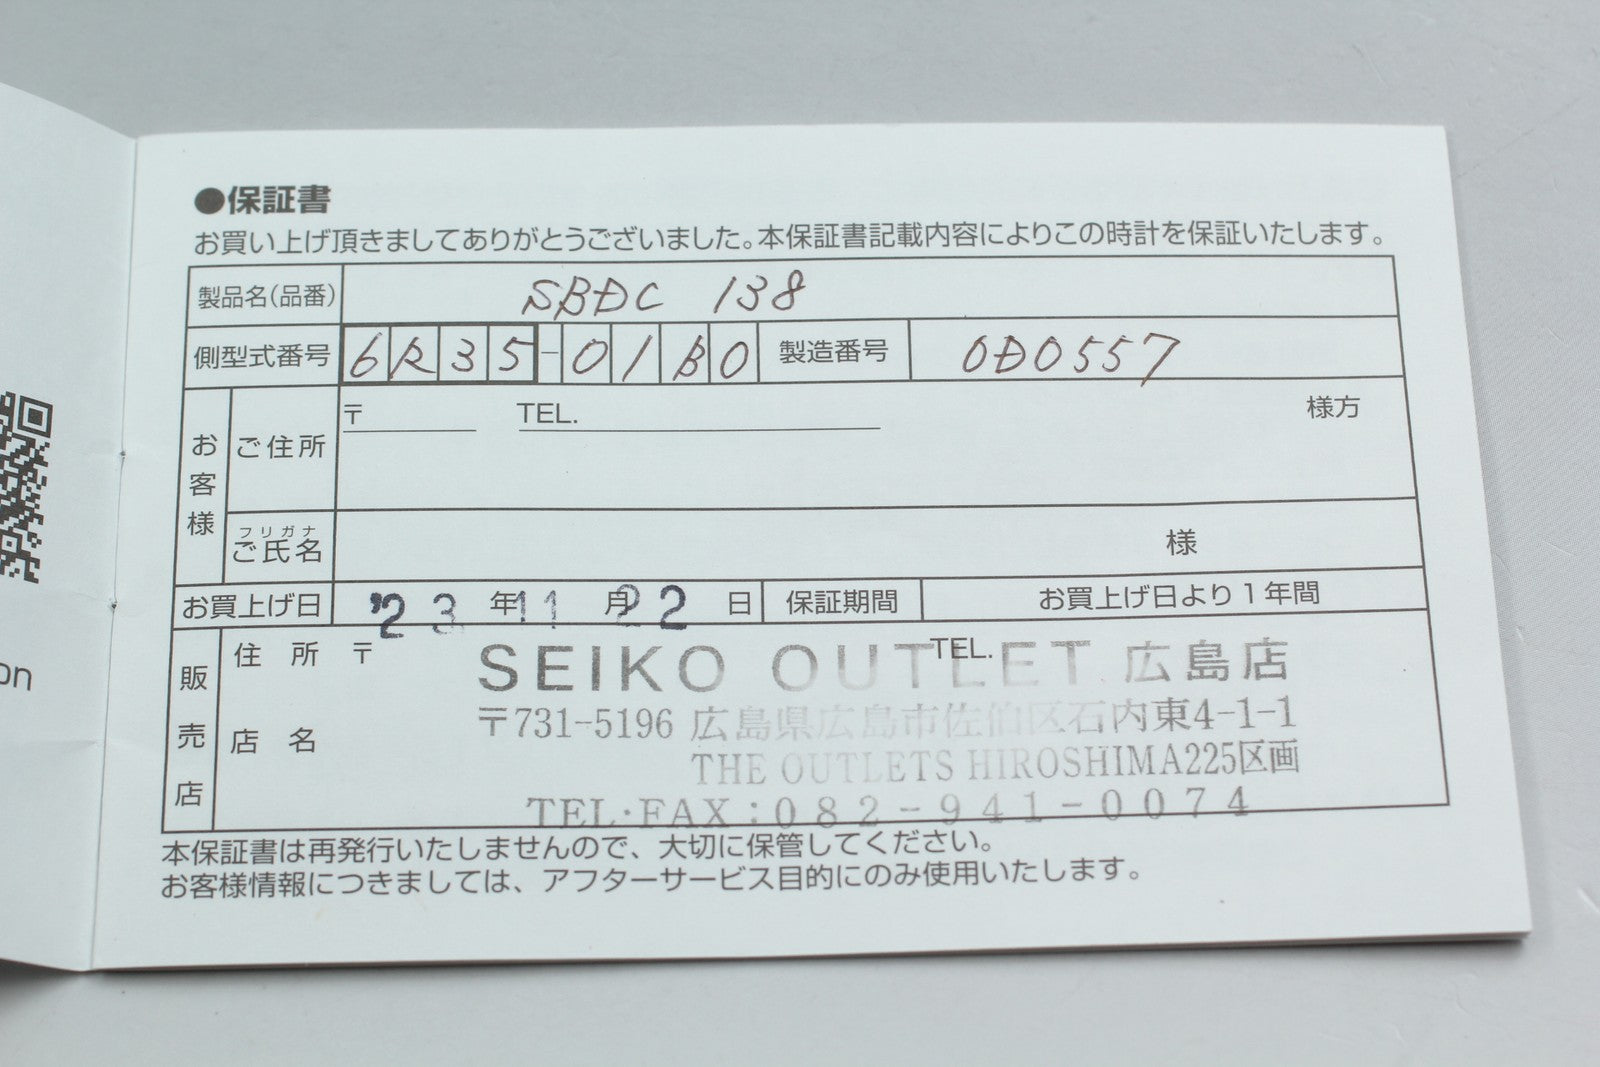 ●保証書
お買い上げ頂きましてありがとうございました。本保証書記載内容によりこの時計を保証いたします。
製品名(品番) SBDC 138
側型式番号 6R35-01B0 製造番号 0D0557
お客様
ご住所 〒 TEL. 様方
フリガナ
ご氏名 様
お買上げ日 '23 年 11 月 22 日 保証期間 お買上げ日より1年間
販売店
住所 〒 TEL.
SEIKO OUTLET 広島店
〒731-5196 広島県広島市佐伯区石内東4-1-1
店名
THE OUTLETS HIROSHIMA225区画
TEL・FAX:082-941-0074
本保証書は再発行いたしませんので、大切に保管してください。
お客様情報につきましては、アフターサービス目的にのみ使用いたします。
on